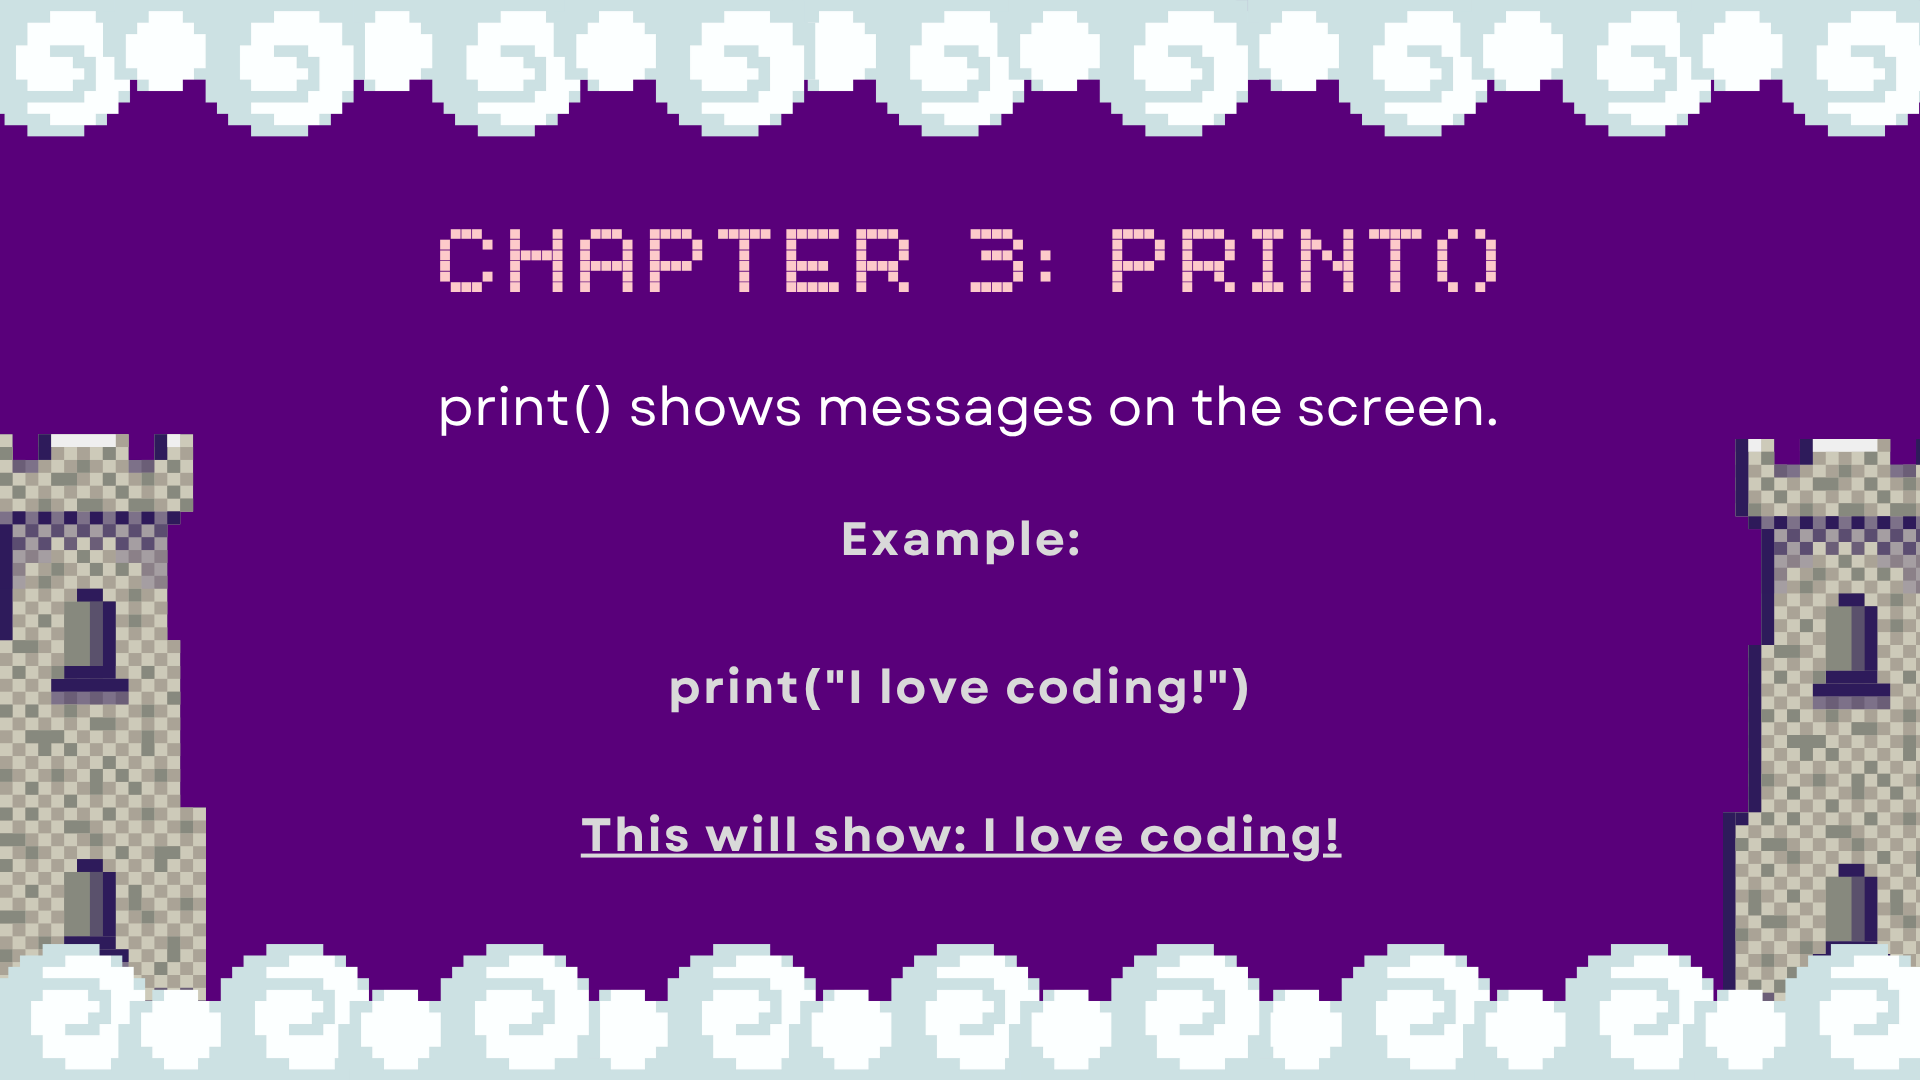 CHAPTER 3: PRINT()
print() shows messages on the screen.
Example:
print("I love coding!")
This will show: I love coding!